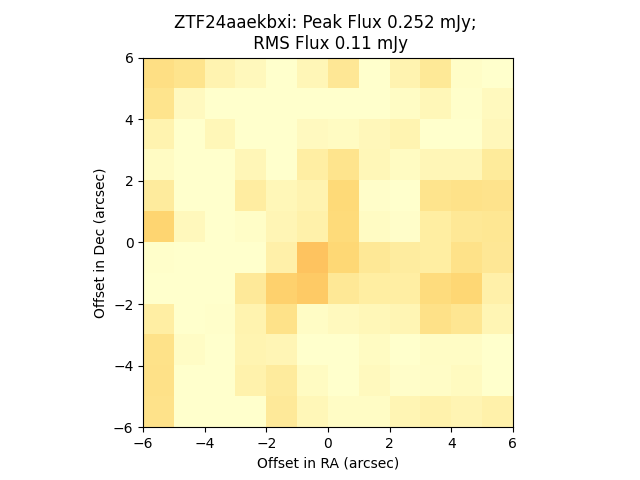 ZTF24aaekbxi: Peak Flux 0.252 mJy;
RMS Flux 0.11 mJy
6
4
2
0
−2
−4
−6
Offset in Dec (arcsec)
−6 −4 −2 0 2 4 6
Offset in RA (arcsec)